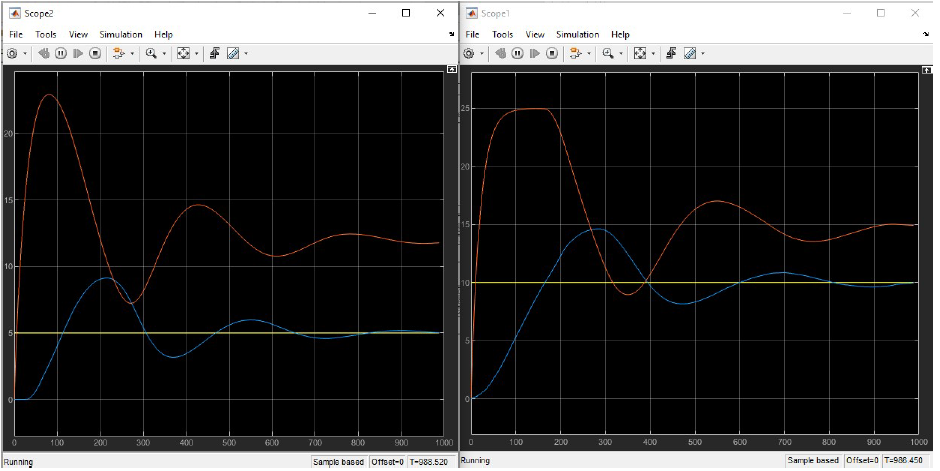 Scope2
File Tools View Simulation Help
20
15
10
5
0
0 100 200 300 400 500 600 700 800 900 1000
Running
Sample based Offset=0 T=988.520
Scope1
File Tools View Simulation Help
25
20
15
10
5
0
0 100 200 300 400 500 600 700 800 900 1000
Running
Sample based Offset=0 T=986.450